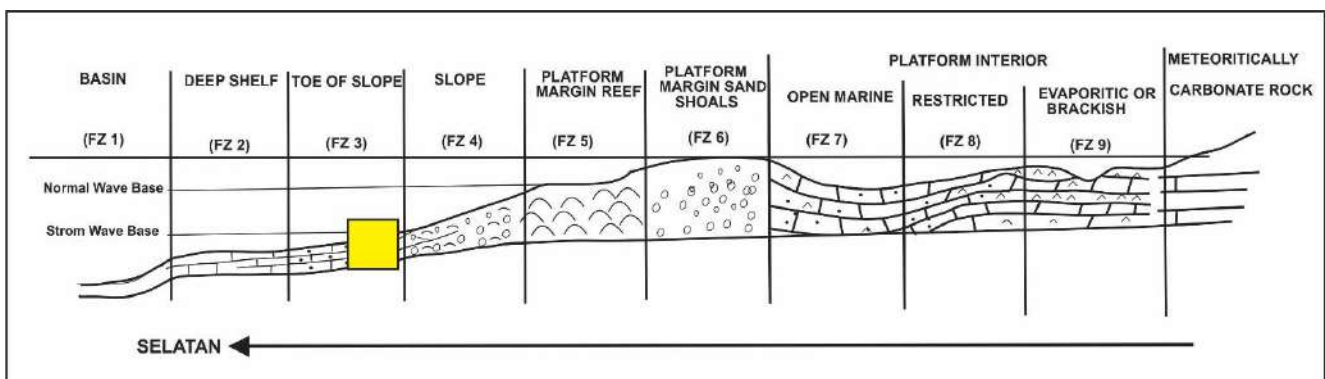 BASIN
(FZ 1)
DEEP SHELF
(FZ 2)
TOE OF SLOPE
(FZ 3)
SLOPE
(FZ 4)
PLATFORM
MARGIN REEF
(FZ 5)
PLATFORM
MARGIN SAND
SHOALS
(FZ 6)
PLATFORM INTERIOR
OPEN MARINE
(FZ 7)
RESTRICTED
(FZ 8)
EVAPORITIC OR
BRACKISH
(FZ 9)
METEORITICALLY
CARBONATE ROCK
Normal Wave Base
Strom Wave Base
SELATAN